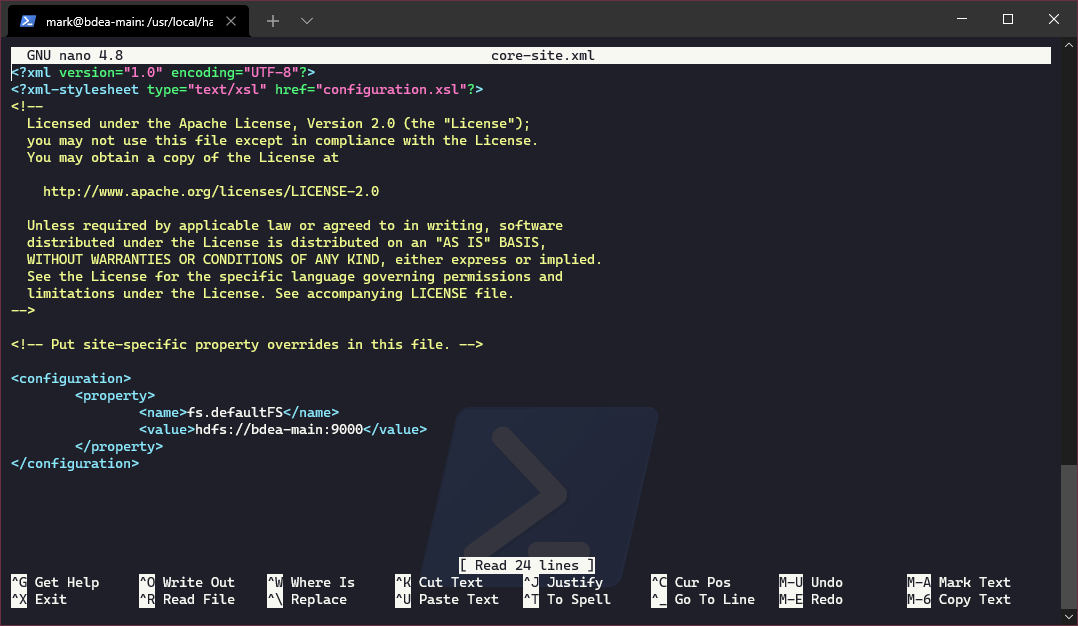 mark@bdea-main: /usr/local/ha
GNU nano 4.8 core-site.xml
<?xml version="1.0" encoding="UTF-8"?>
<?xml-stylesheet type="text/xsl" href="configuration.xsl"?>
<!--
Licensed under the Apache License, Version 2.0 (the "License");
you may not use this file except in compliance with the License.
You may obtain a copy of the License at
http://www.apache.org/licenses/LICENSE-2.0
Unless required by applicable law or agreed to in writing, software
distributed under the License is distributed on an "AS IS" BASIS,
WITHOUT WARRANTIES OR CONDITIONS OF ANY KIND, either express or implied.
See the License for the specific language governing permissions and
limitations under the License. See accompanying LICENSE file.
-->
<!-- Put site-specific property overrides in this file. -->
<configuration>
<property>
<name>fs.defaultFS</name>
<value>hdfs://bdea-main:9000</value>
</property>
</configuration>
[ Read 24 lines ]
^G Get Help ^O Write Out ^W Where Is ^K Cut Text ^J Justify ^C Cur Pos M-U Undo M-A Mark Text
^X Exit ^R Read File ^\ Replace ^U Paste Text ^T To Spell ^_ Go To Line M-E Redo M-6 Copy Text